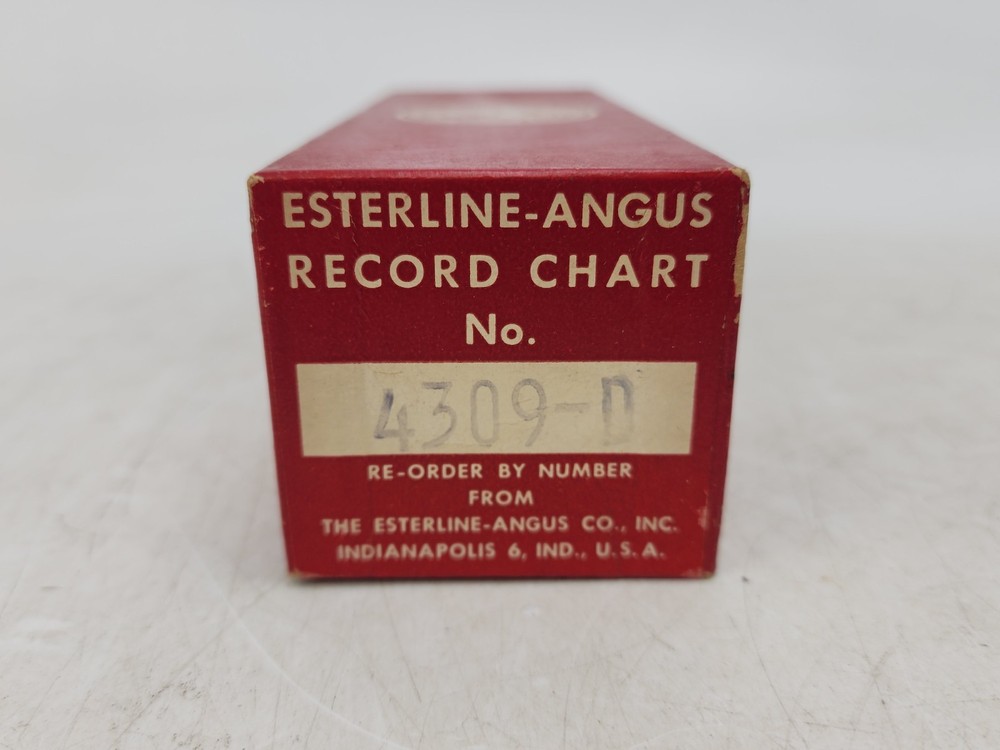 ESTERLINE-ANGUS
RECORD CHART
No.
4309-D
RE-ORDER BY NUMBER
FROM
THE ESTERLINE-ANGUS CO., INC.
INDIANAPOLIS 6, IND., U.S.A.